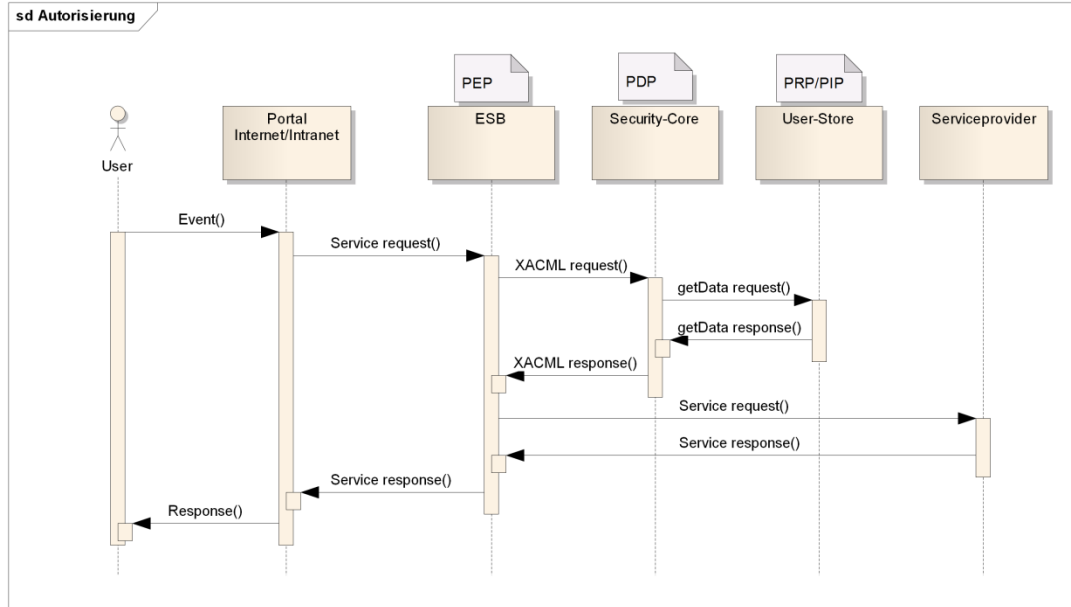 sd Autorisierung
PEP
PDP
PRP/PIP
User
Portal
Internet/Intranet
ESB
Security-Core
User-Store
Serviceprovider
Event()
Service request()
XACML request()
getData request()
getData response()
XACML response()
Service request()
Service response()
Service response()
Response()